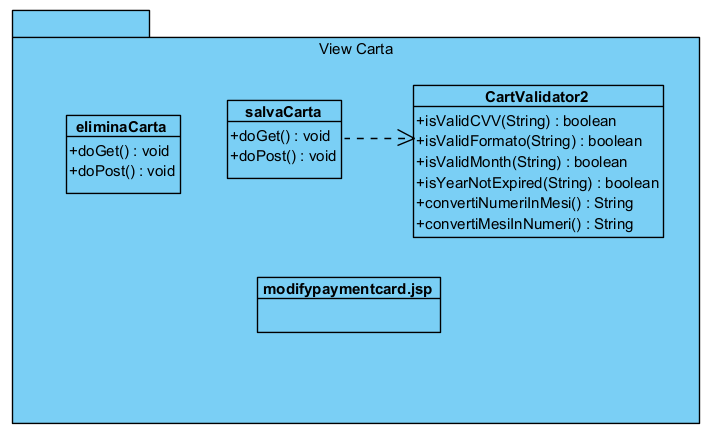 View Carta
eliminaCarta
+doGet() : void
+doPost() : void
salvaCarta
+doGet() : void
+doPost() : void
CartValidator2
+isValidCVV(String) : boolean
+isValidFormato(String) : boolean
+isValidMonth(String) : boolean
+isYearNotExpired(String) : boolean
+convertiNumeriInMesi() : String
+convertiMesiInNumeri() : String
modifypaymentcard.jsp